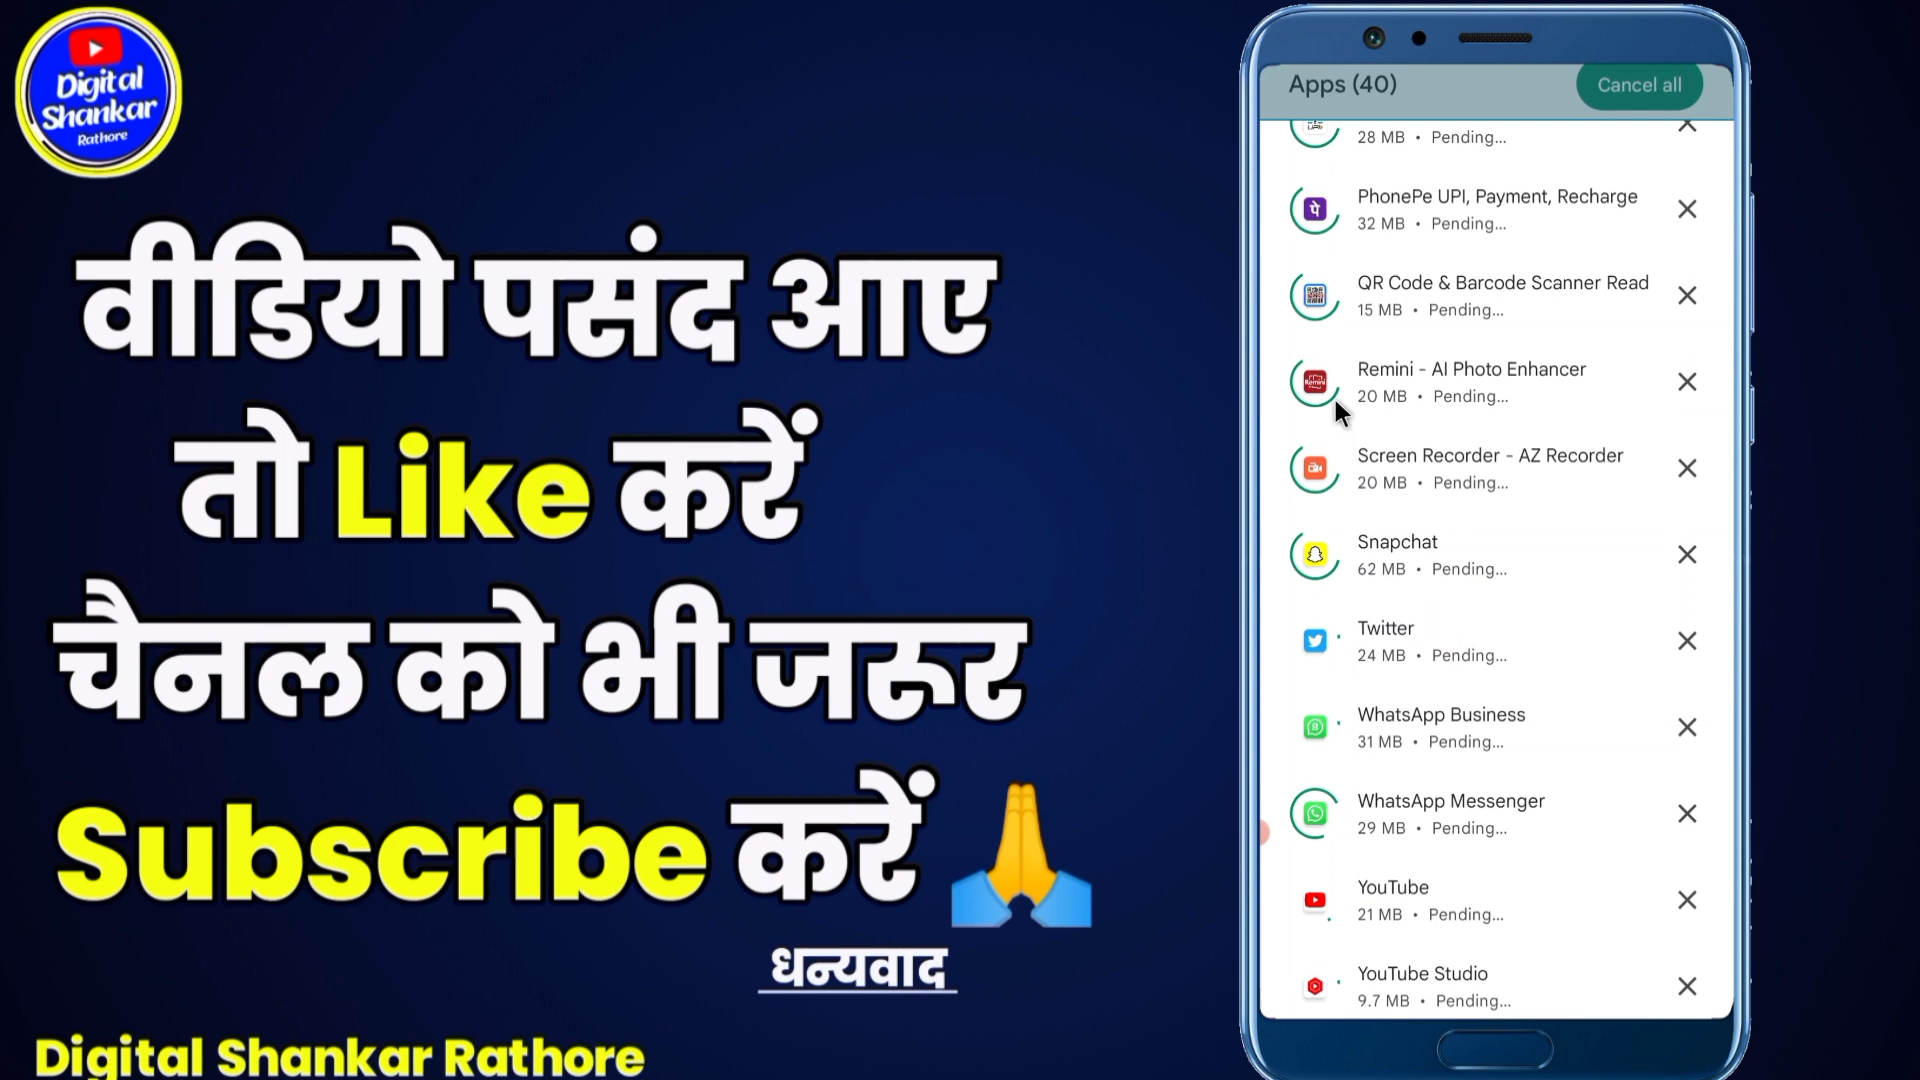 Digital
Shankar
Rathore
वीडियो पसंद आए
तो Like करें
चैनल को भी जरूर
Subscribe करें
धन्यवाद
Digital Shankar Rathore
Apps (40)
Cancel all
28 MB • Pending...
PhonePe UPI, Payment, Recharge
32 MB • Pending...
QR Code & Barcode Scanner Read
15 MB • Pending...
Remini - AI Photo Enhancer
20 MB • Pending...
Screen Recorder - AZ Recorder
20 MB • Pending...
Snapchat
62 MB • Pending...
Twitter
24 MB • Pending...
WhatsApp Business
31 MB • Pending...
WhatsApp Messenger
29 MB • Pending...
YouTube
21 MB • Pending...
YouTube Studio
9.7 MB • Pending...